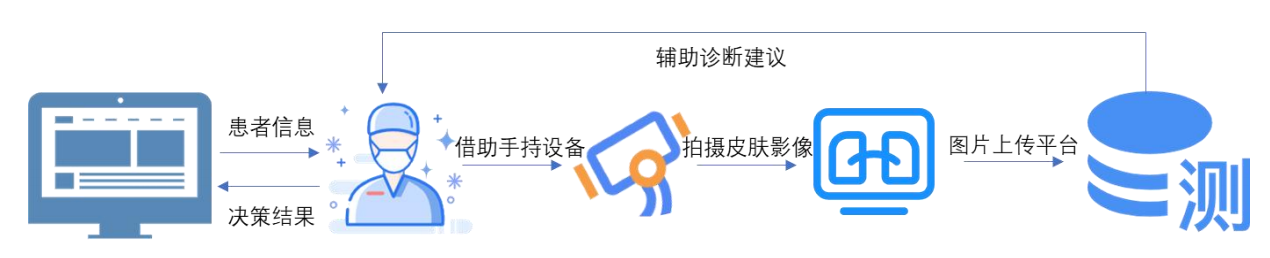 辅助诊断建议
患者信息
借助手持设备
拍摄皮肤影像
图片上传平台
决策结果
测